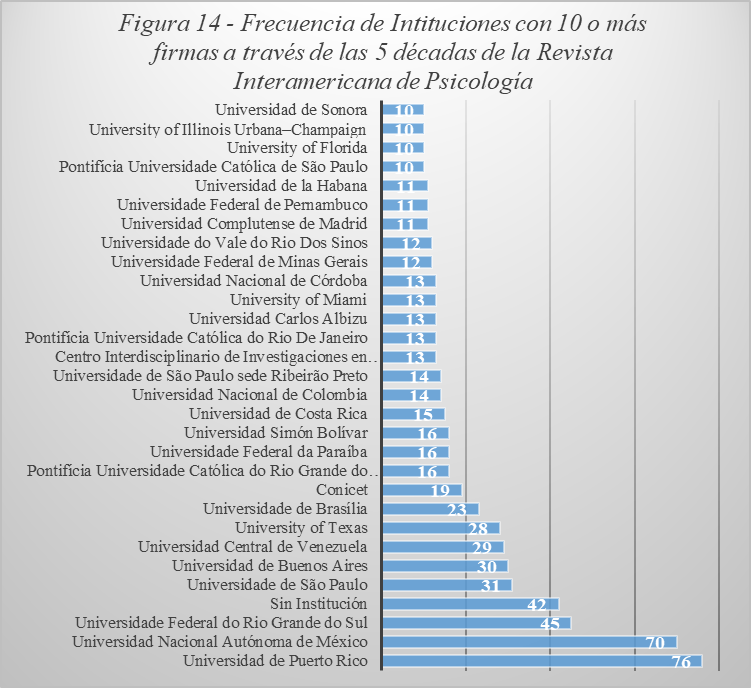 Figura 14 - Frecuencia de Intituciones con 10 o más
firmas a través de las 5 décadas de la Revista
Interamericana de Psicología
Universidad de Sonora 10
University of Illinois Urbana–Champaign 10
University of Florida 10
Pontifícia Universidade Católica de São Paulo 10
Universidad de la Habana 11
Universidade Federal de Pernambuco 11
Universidad Complutense de Madrid 11
Universidade do Vale do Rio Dos Sinos 12
Universidade Federal de Minas Gerais 12
Universidad Nacional de Córdoba 13
University of Miami 13
Universidad Carlos Albizu 13
Pontifícia Universidade Católica do Rio De Janeiro 13
Centro Interdisciplinario de Investigaciones en.. 13
Universidade de São Paulo sede Ribeirão Preto 14
Universidad Nacional de Colombia 14
Universidad de Costa Rica 15
Universidad Simón Bolívar 16
Universidade Federal da Paraíba 16
Pontifícia Universidade Católica do Rio Grande do.. 16
Conicet 19
Universidade de Brasília 23
University of Texas 28
Universidad Central de Venezuela 29
Universidad de Buenos Aires 30
Universidade de São Paulo 31
Sin Institución 42
Universidade Federal do Rio Grande do Sul 45
Universidad Nacional Autónoma de México 70
Universidad de Puerto Rico 76